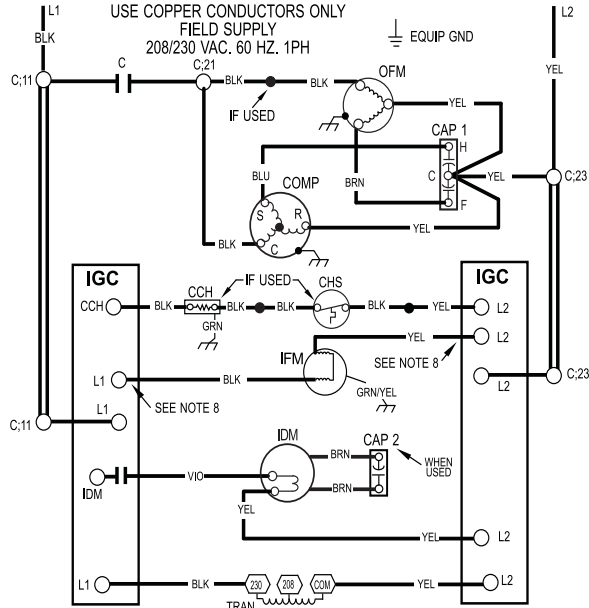 L1
USE COPPER CONDUCTORS ONLY
L2
BLK
FIELD SUPPLY
208/230 VAC. 60 HZ. 1PH
EQUIP GND
C
C;21
OFM
YEL
C;11
BLK
BLK
IF USED
YEL
CAP 1
H
BLU
COMP
BRN
C
YEL
C;23
S
R
F
YEL
BLK
C
IGC
IF USED
IGC
CCH
CHS
CCH
BLK
BLK
BLK
BLK
YEL
L2
GRN
YEL
L2
IFM
SEE NOTE 8
L1
BLK
L2
C;23
GRN/YEL
SEE NOTE 8
L1
C;11
IDM
CAP 2
BRN
WHEN
USED
VIO
IDM
BRN
YEL
YEL
L2
L1
BLK
230
208
COM
YEL
L2
TRAN